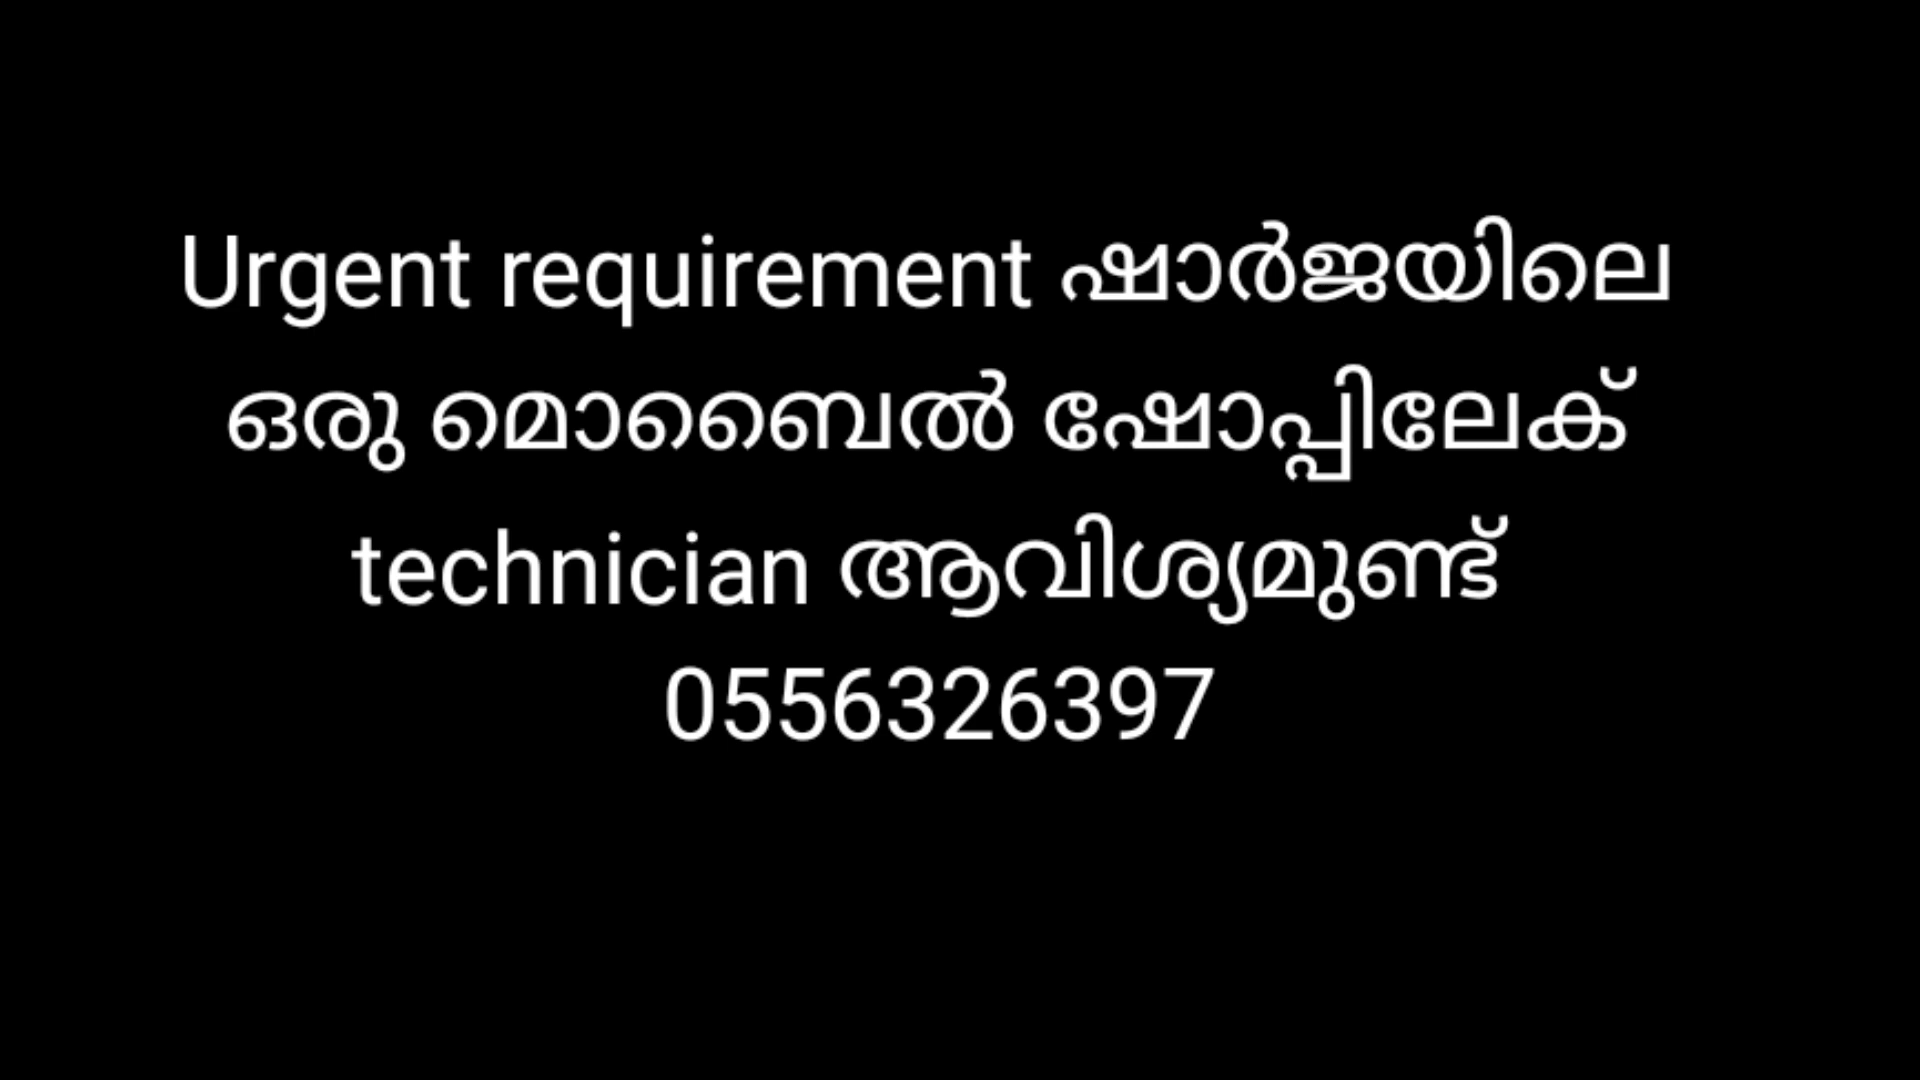 Urgent requirement ഷാർജയിലെ
ഒരു മൊബൈൽ ഷോപ്പിലേക്
technician ആവിശ്യമുണ്ട്
0556326397